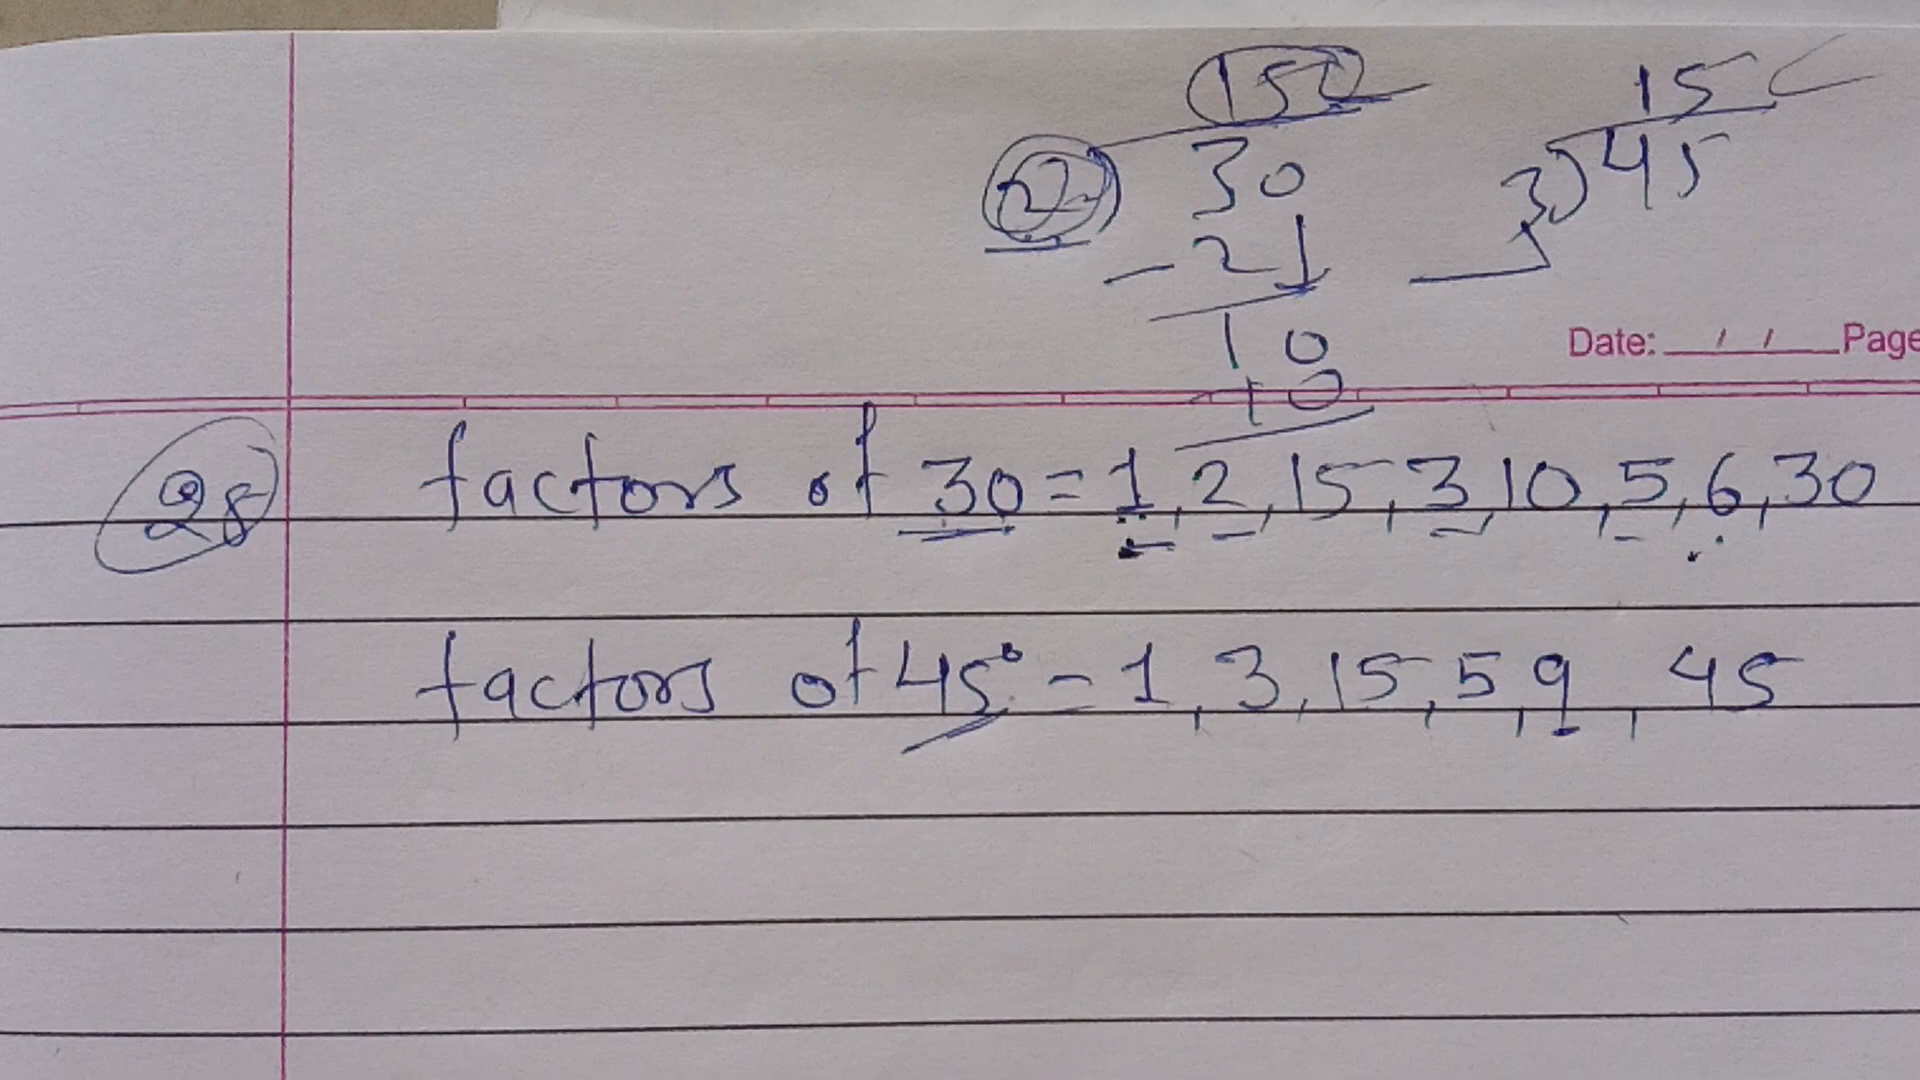 15
2) 30
- 2↓
10
10
15
3) 45
Date: / / Page
Q8 factors of 30 = 1, 2, 15, 3, 10, 5, 6, 30
factors of 45 = 1, 3, 15, 5, 9, 45